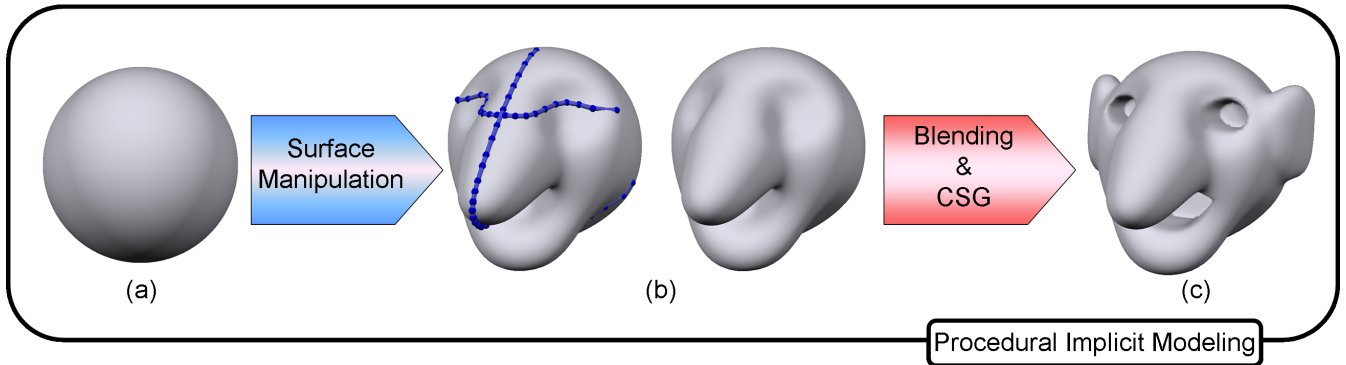 Surface
Manipulation
Blending
&
CSG
(a)
(b)
(c)
Procedural Implicit Modeling